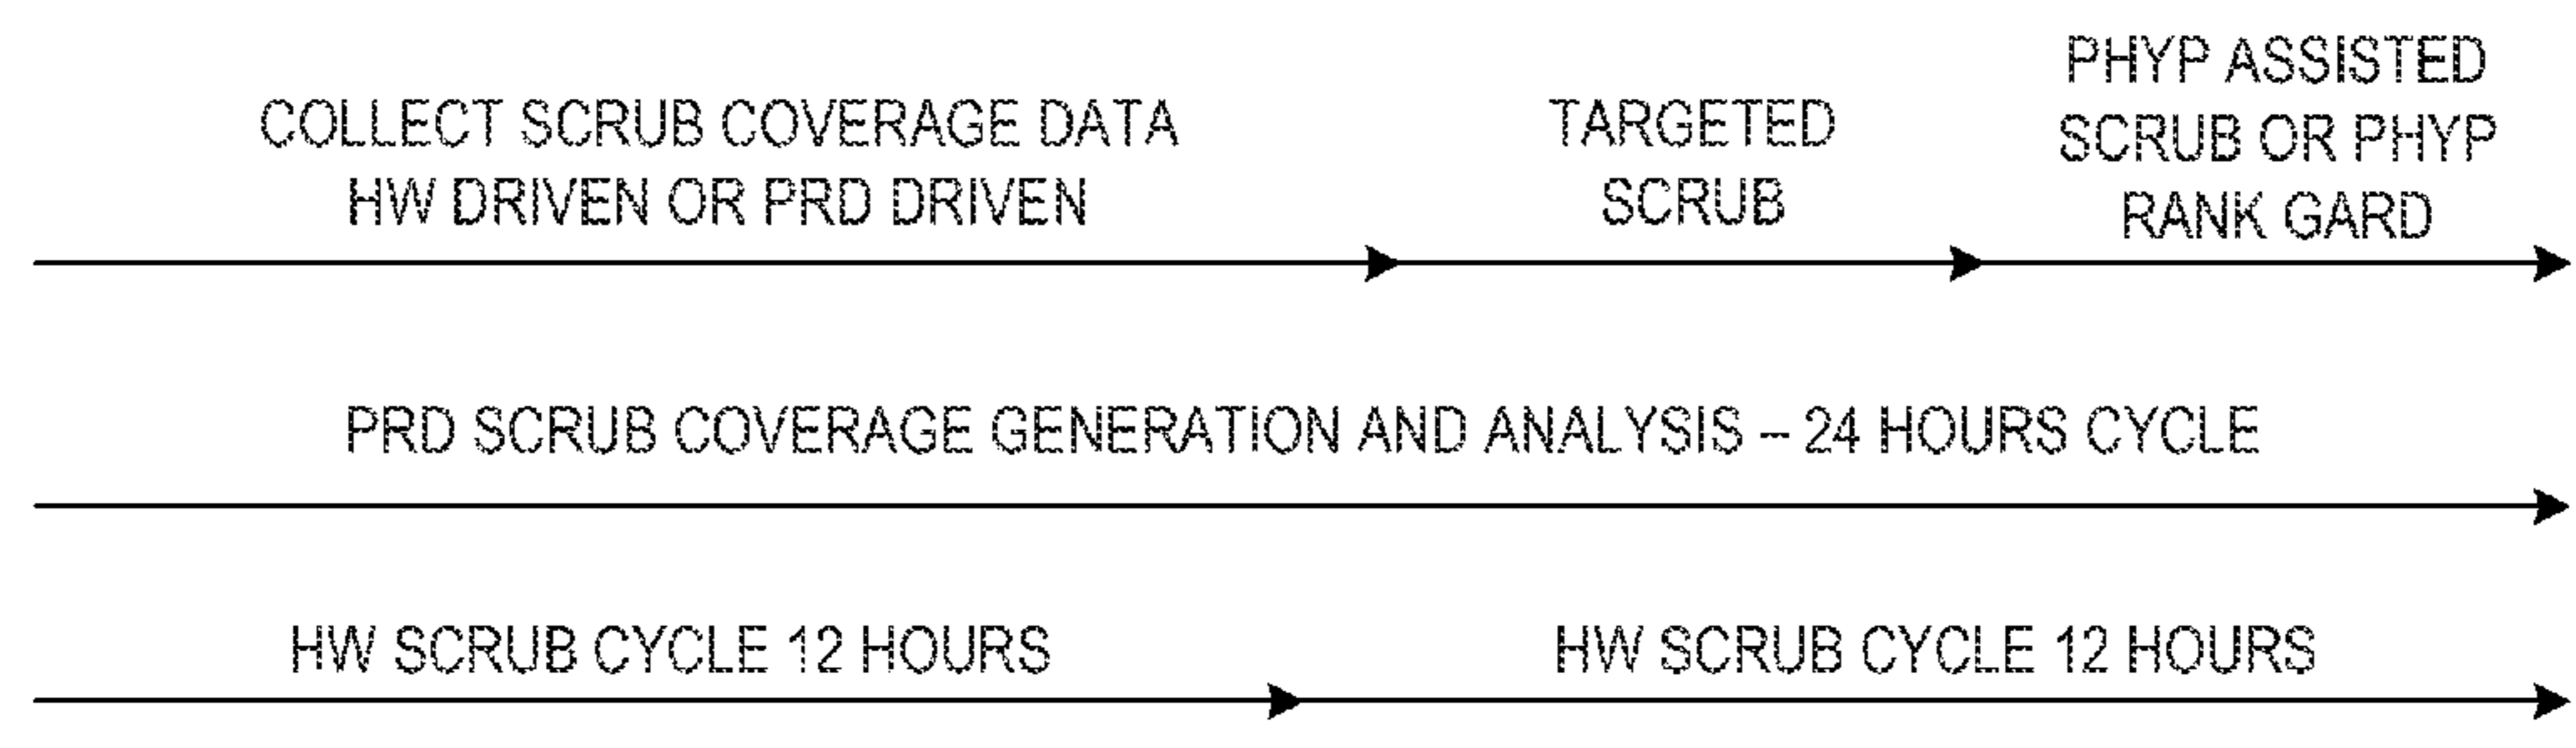 COLLECT SCRUB COVERAGE DATA
HW DRIVEN OR PRD DRIVEN
TARGETED
SCRUB
PHYP ASSISTED
SCRUB OR PHYP
RANK GARD
PRD SCRUB COVERAGE GENERATION AND ANALYSIS – 24 HOURS CYCLE
HW SCRUB CYCLE 12 HOURS
HW SCRUB CYCLE 12 HOURS